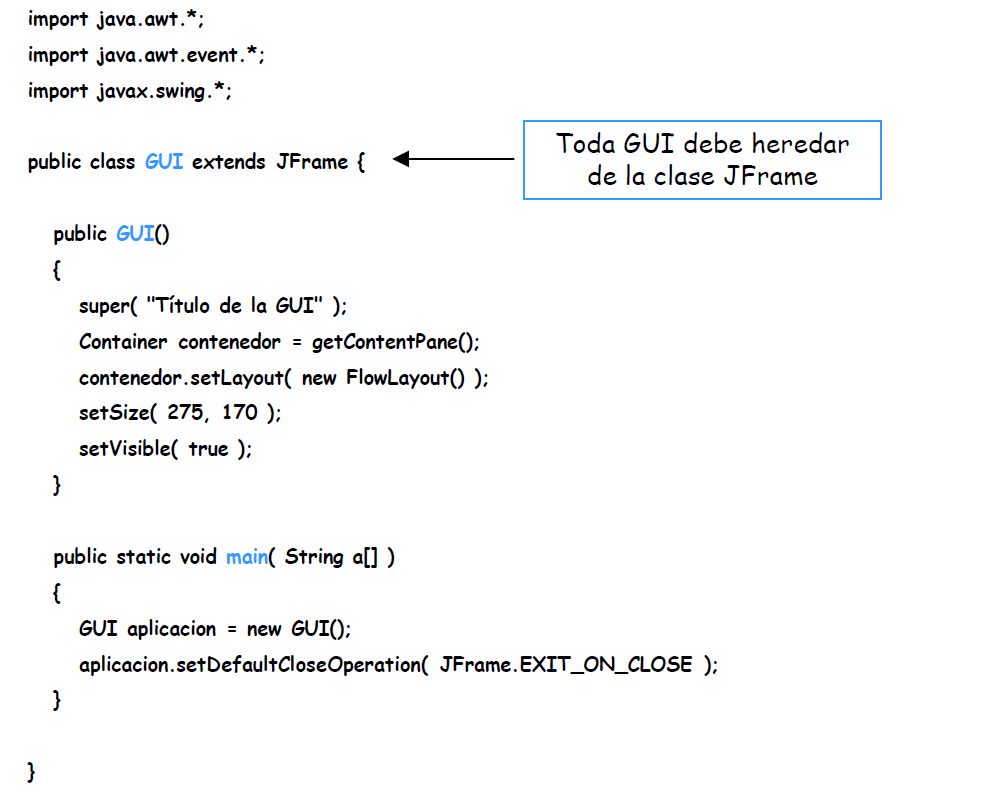 import java.awt.*;
import java.awt.event.*;
import javax.swing.*;
public class GUI extends JFrame {
Toda GUI debe heredar
de la clase JFrame
public GUI()
{
super( "Título de la GUI" );
Container contenedor = getContentPane();
contenedor.setLayout( new FlowLayout() );
setSize( 275, 170 );
setVisible( true );
}
public static void main( String a[] )
{
GUI aplicacion = new GUI();
aplicacion.setDefaultCloseOperation( JFrame.EXIT_ON_CLOSE );
}
}